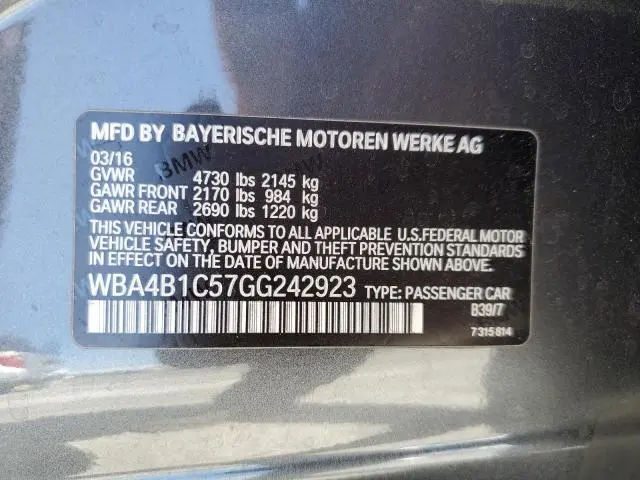 MFD BY BAYERISCHE MOTOREN WERKE AG
03/16
GVWR 4730 lbs 2145 kg
GAWR FRONT 2170 lbs 984 kg
GAWR REAR 2690 lbs 1220 kg
THIS VEHICLE CONFORMS TO ALL APPLICABLE U.S.FEDERAL MOTOR
VEHICLE SAFETY, BUMPER AND THEFT PREVENTION STANDARDS
IN EFFECT ON THE DATE OF MANUFACTURE SHOWN ABOVE.
WBA4B1C57GG242923 TYPE: PASSENGER CAR
B39/7
7315814
BMW